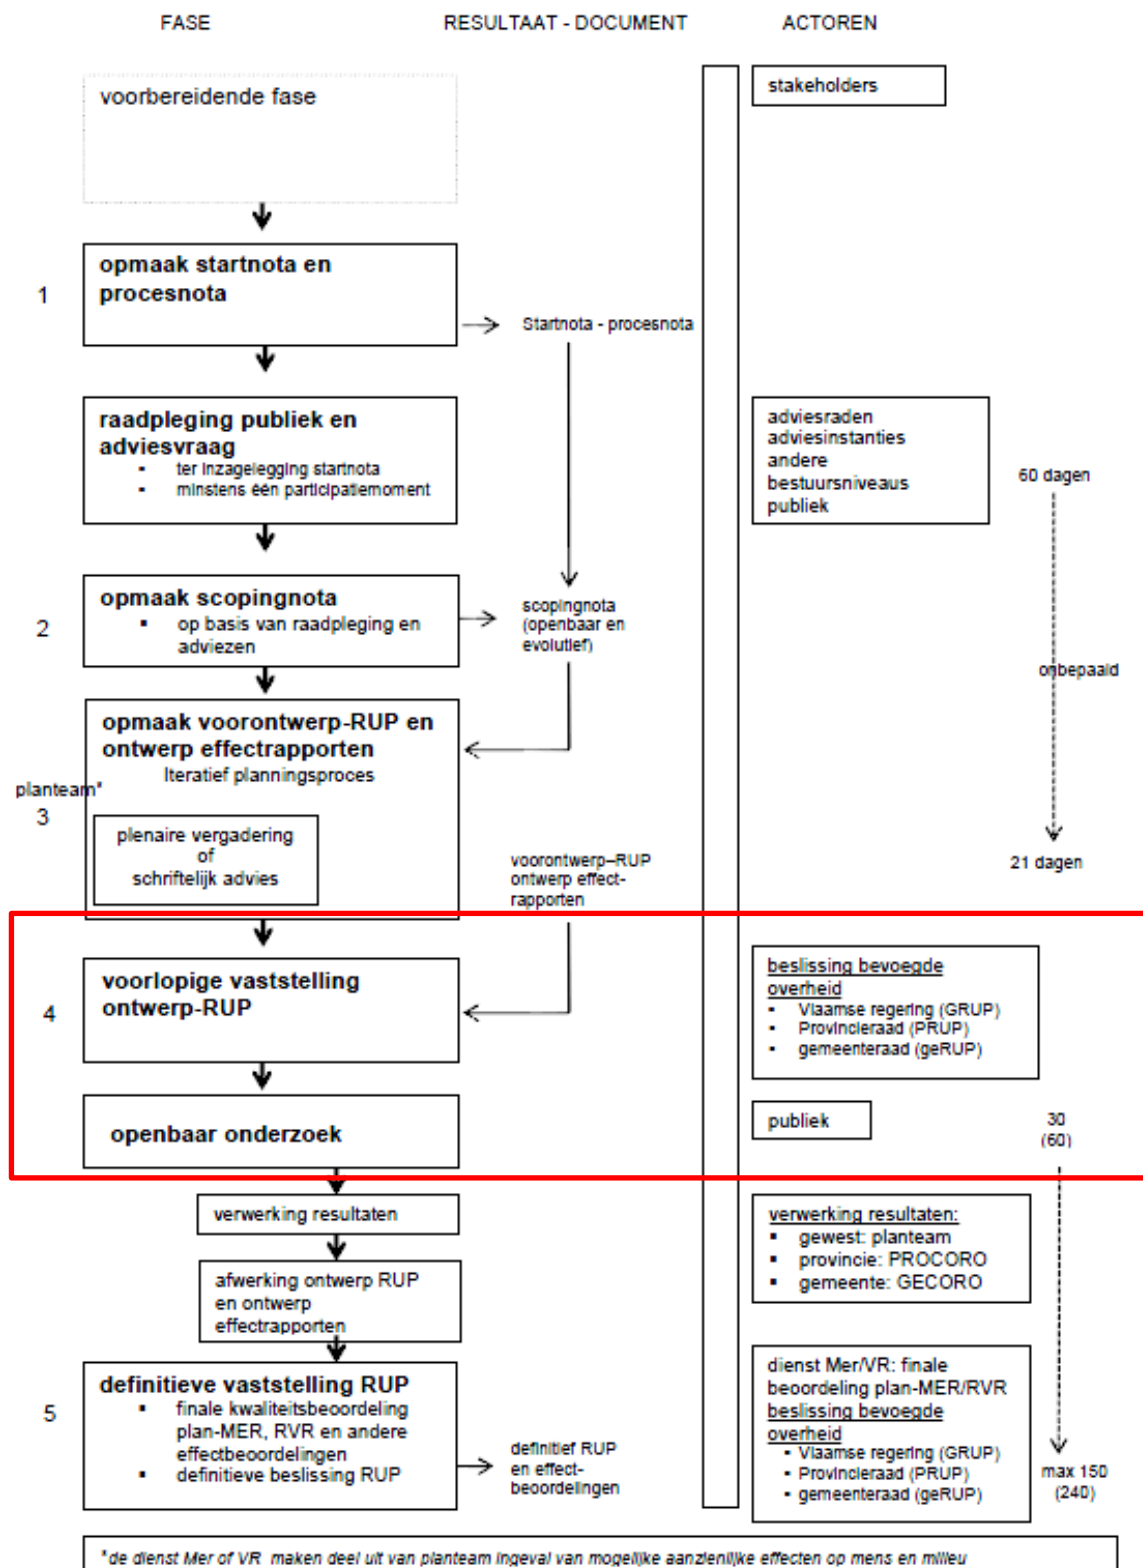 FASE
RESULTAAT - DOCUMENT
ACTOREN
voorbereidende fase
stakeholders
1
opmaak startnota en
procesnota
Startnota - procesnota
raadpleging publiek en
adviesvraag
▪ ter inzagelegging startnota
▪ minstens één participatiemoment
adviesraden
adviesinstanties
andere
bestuursniveaus
publiek
60 dagen
2
opmaak scopingnota
▪ op basis van raadpleging en
adviezen
scopingnota
(openbaar en
evolutief)
onbepaald
opmaak voorontwerp-RUP en
ontwerp effectrapporten
Iteratief planningsproces
planteam*
3
plenaire vergadering
of
schriftelijk advies
voorontwerp–RUP
ontwerp effect-
rapporten
21 dagen
4
voorlopige vaststelling
ontwerp-RUP
beslissing bevoegde
overheid
▪ Vlaamse regering (GRUP)
▪ Provincieraad (PRUP)
▪ gemeenteraad (geRUP)
openbaar onderzoek
publiek
30
(60)
verwerking resultaten
verwerking resultaten:
▪ gewest: planteam
▪ provincie: PROCORO
▪ gemeente: GECORO
afwerking ontwerp RUP
en ontwerp
effectrapporten
5
definitieve vaststelling RUP
▪ finale kwaliteitsbeoordeling
plan-MER, RVR en andere
effectbeoordelingen
▪ definitieve beslissing RUP
definitief RUP
en effect-
beoordelingen
dienst Mer/VR: finale
beoordeling plan-MER/RVR
beslissing bevoegde
overheid
▪ Vlaamse regering (GRUP)
▪ Provincieraad (PRUP)
▪ gemeenteraad (geRUP)
max 150
(240)
*de dienst Mer of VR maken deel uit van planteam ingeval van mogelijke aanzienlijke effecten op mens en milieu